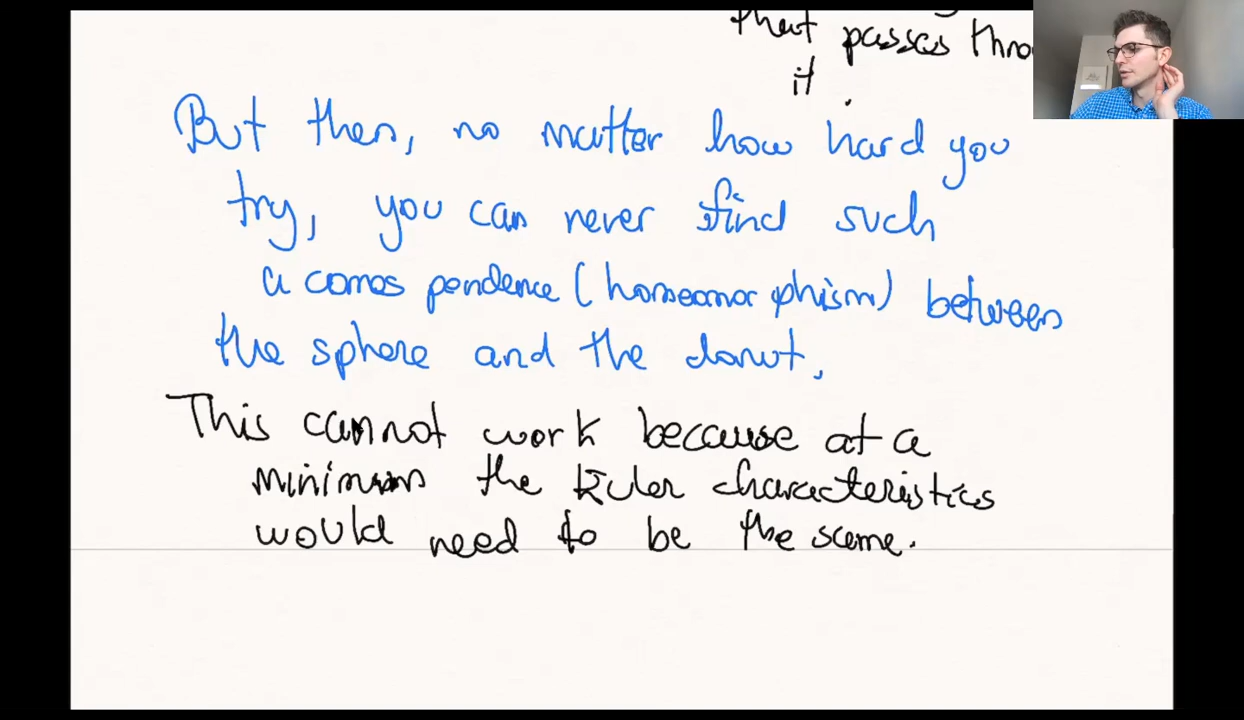 that passes thro
it.
But then, no matter how hard you
try, you can never find such
a correspondence (homeomorphism) between
the sphere and the donut,
This cannot work because at a
minimum the Euler characteristics
would need to be the same.